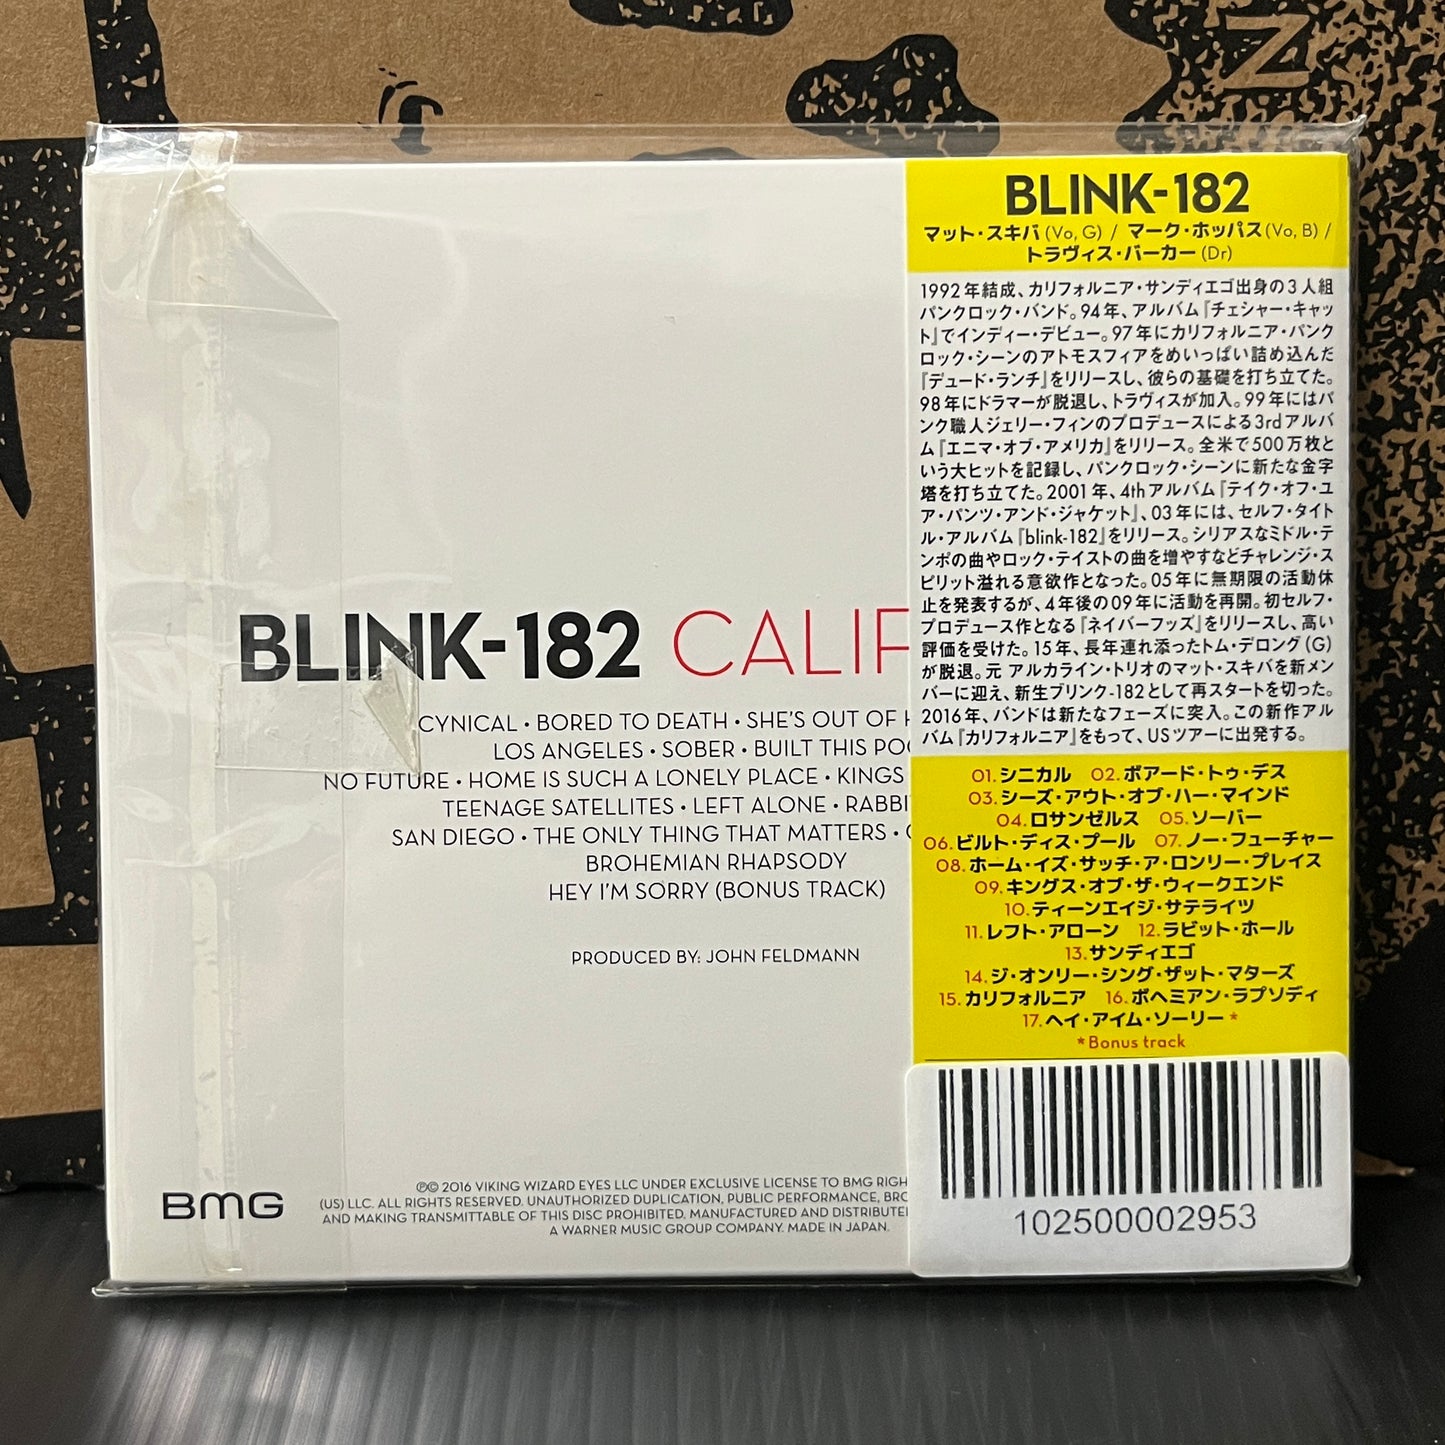 BLINK-182 CALIF
CYNICAL • BORED TO DEATH • SHE'S OUT OF
LOS ANGELES • SOBER • BUILT THIS POO
NO FUTURE • HOME IS SUCH A LONELY PLACE • KINGS
TEENAGE SATELLITES • LEFT ALONE • RABBI
SAN DIEGO • THE ONLY THING THAT MATTERS •
BROHEMIAN RHAPSODY
HEY I'M SORRY (BONUS TRACK)
PRODUCED BY: JOHN FELDMANN
BMG
℗© 2016 VIKING WIZARD EYES LLC UNDER EXCLUSIVE LICENSE TO BMG RIGH
(US) LLC. ALL RIGHTS RESERVED. UNAUTHORIZED DUPLICATION, PUBLIC PERFORMANCE, BRO
AND MAKING TRANSMITTABLE OF THIS DISC PROHIBITED. MANUFACTURED AND DISTRIBUTE
A WARNER MUSIC GROUP COMPANY. MADE IN JAPAN.
BLINK-182
マット・スキバ (Vo, G) / マーク・ホッパス (Vo, B) /
トラヴィス・バーカー (Dr)
1992年結成、カリフォルニア・サンディエゴ出身の3人組
パンクロック・バンド。94年、アルバム『チェシャー・キャッ
ト』でインディー・デビュー。97年にカリフォルニア・パンク
ロック・シーンのアトモスフィアをめいっぱい詰め込んだ
『デュード・ランチ』をリリースし、彼らの基礎を打ち立てた。
98年にドラマーが脱退し、トラヴィスが加入。99年にはパ
ンク職人ジェリー・フィンのプロデュースによる3rdアルバ
ム『エニマ・オブ・アメリカ』をリリース。全米で500万枚と
いう大ヒットを記録し、パンクロック・シーンに新たな金字
塔を打ち立てた。2001年、4thアルバム『テイク・オフ・ユ
ア・パンツ・アンド・ジャケット』、03年には、セルフ・タイト
ル・アルバム『blink-182』をリリース。シリアスなミドル・テ
ンポの曲やロック・テイストの曲を増やすなどチャレンジ・ス
ピリット溢れる意欲作となった。05年に無期限の活動休
止を発表するが、4年後の09年に活動を再開。初セルフ・
プロデュース作となる『ネイバーフッズ』をリリースし、高い
評価を受けた。15年、長年連れ添ったトム・デロング(G)
が脱退。元 アルカライン・トリオのマット・スキバを新メン
バーに迎え、新生ブリンク-182として再スタートを切った。
2016年、バンドは新たなフェーズに突入。この新作アル
バム『カリフォルニア』をもって、USツアーに出発する。
01. シニカル 02. ボアード・トゥ・デス
03. シーズ・アウト・オブ・ハー・マインド
04. ロサンゼルス 05. ソーバー
06. ビルト・ディス・プール 07. ノー・フューチャー
08. ホーム・イズ・サッチ・ア・ロンリー・プレイス
09. キングス・オブ・ザ・ウィークエンド
10. ティーンエイジ・サテライツ
11. レフト・アローン 12. ラビット・ホール
13. サンディエゴ
14. ジ・オンリー・シング・ザット・マターズ
15. カリフォルニア 16. ボヘミアン・ラプソディ
17. ヘイ・アイム・ソーリー *
* Bonus track
102500002953
Z